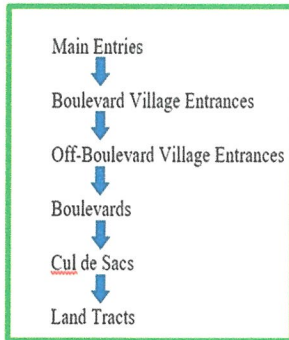 Main Entries
Boulevard Village Entrances
Off-Boulevard Village Entrances
Boulevards
Cul de Sacs
Land Tracts